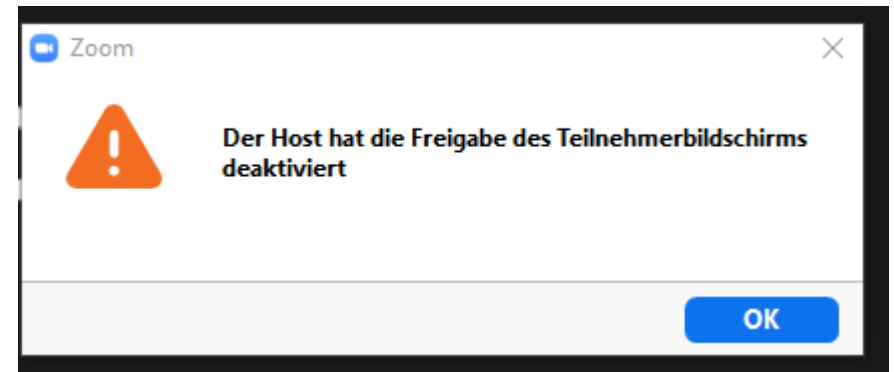 Zoom
Der Host hat die Freigabe des Teilnehmerbildschirms
deaktiviert
OK